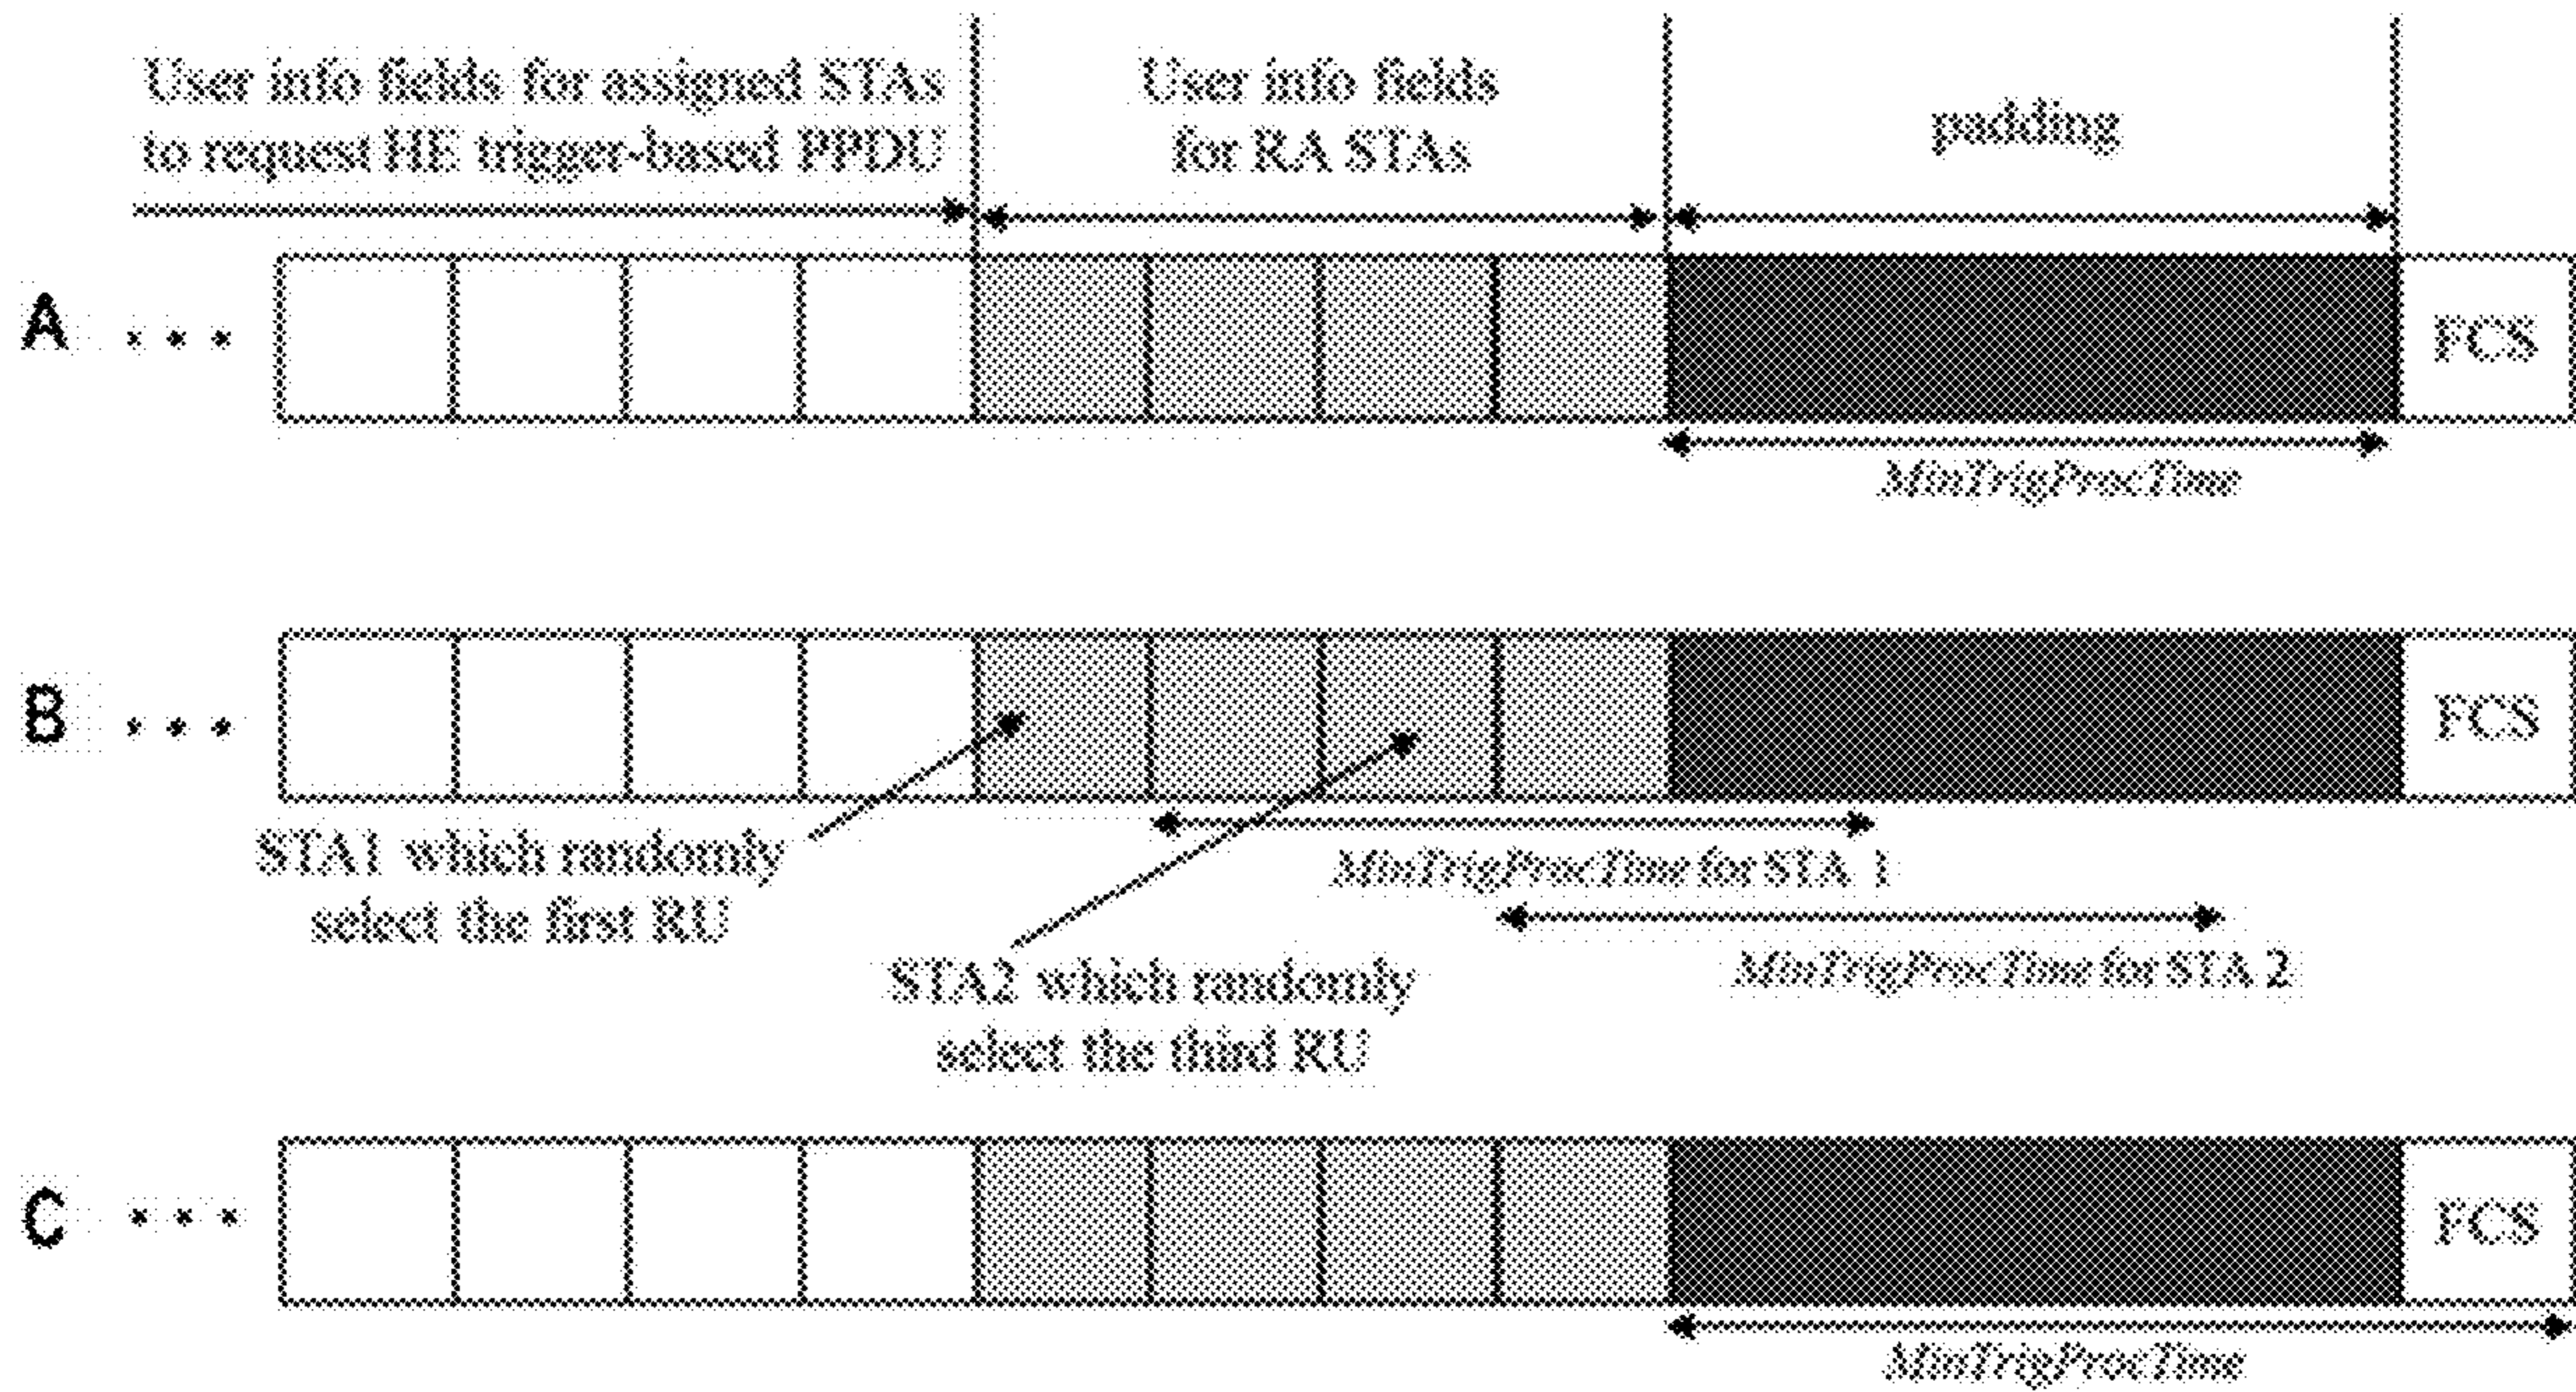 User info fields for assigned STAs
to request HE trigger-based PPDU
User info fields
for RA STAs
padding
A
FCS
MinTrigProcTime
B
FCS
STA1 which randomly
select the first RU
MinTrigProcTime for STA 1
STA2 which randomly
select the third RU
MinTrigProcTime for STA 2
C
FCS
MinTrigProcTime